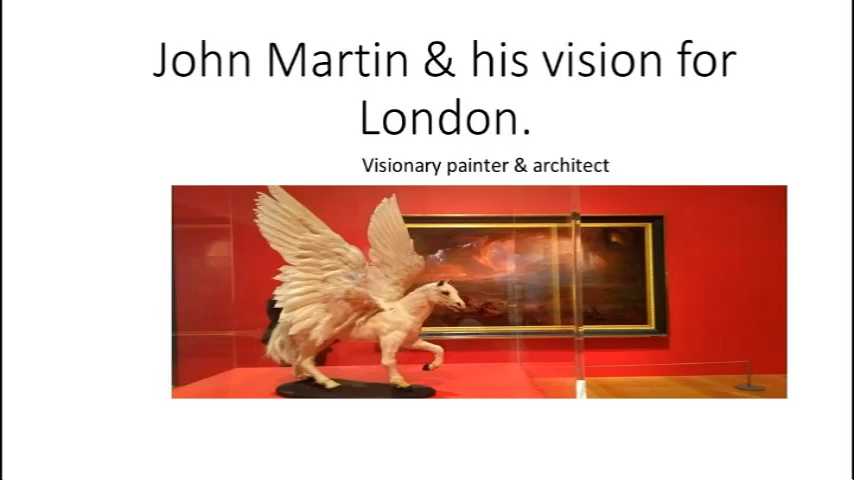 John Martin & his vision for
London.
Visionary painter & architect